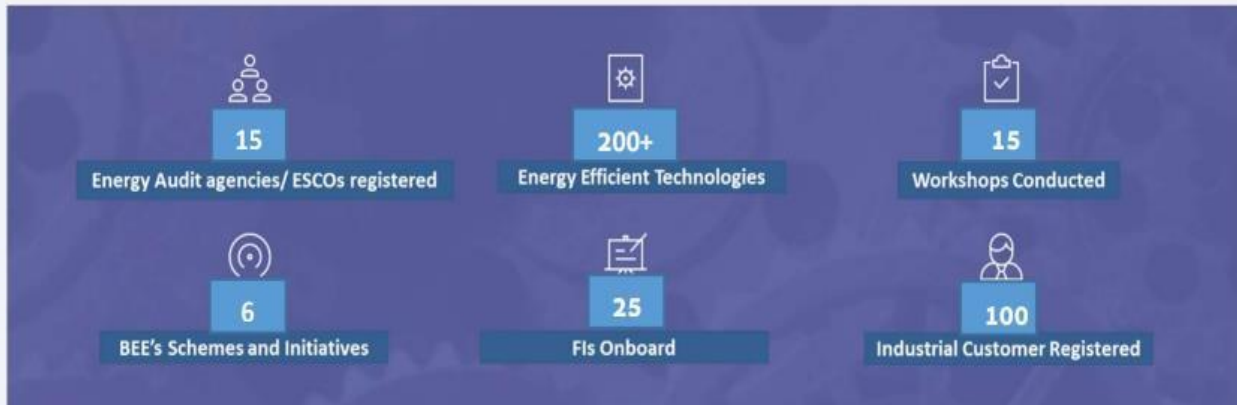 15
Energy Audit agencies/ ESCOs registered
200+
Energy Efficient Technologies
15
Workshops Conducted
6
BEE's Schemes and Initiatives
25
FIs Onboard
100
Industrial Customer Registered